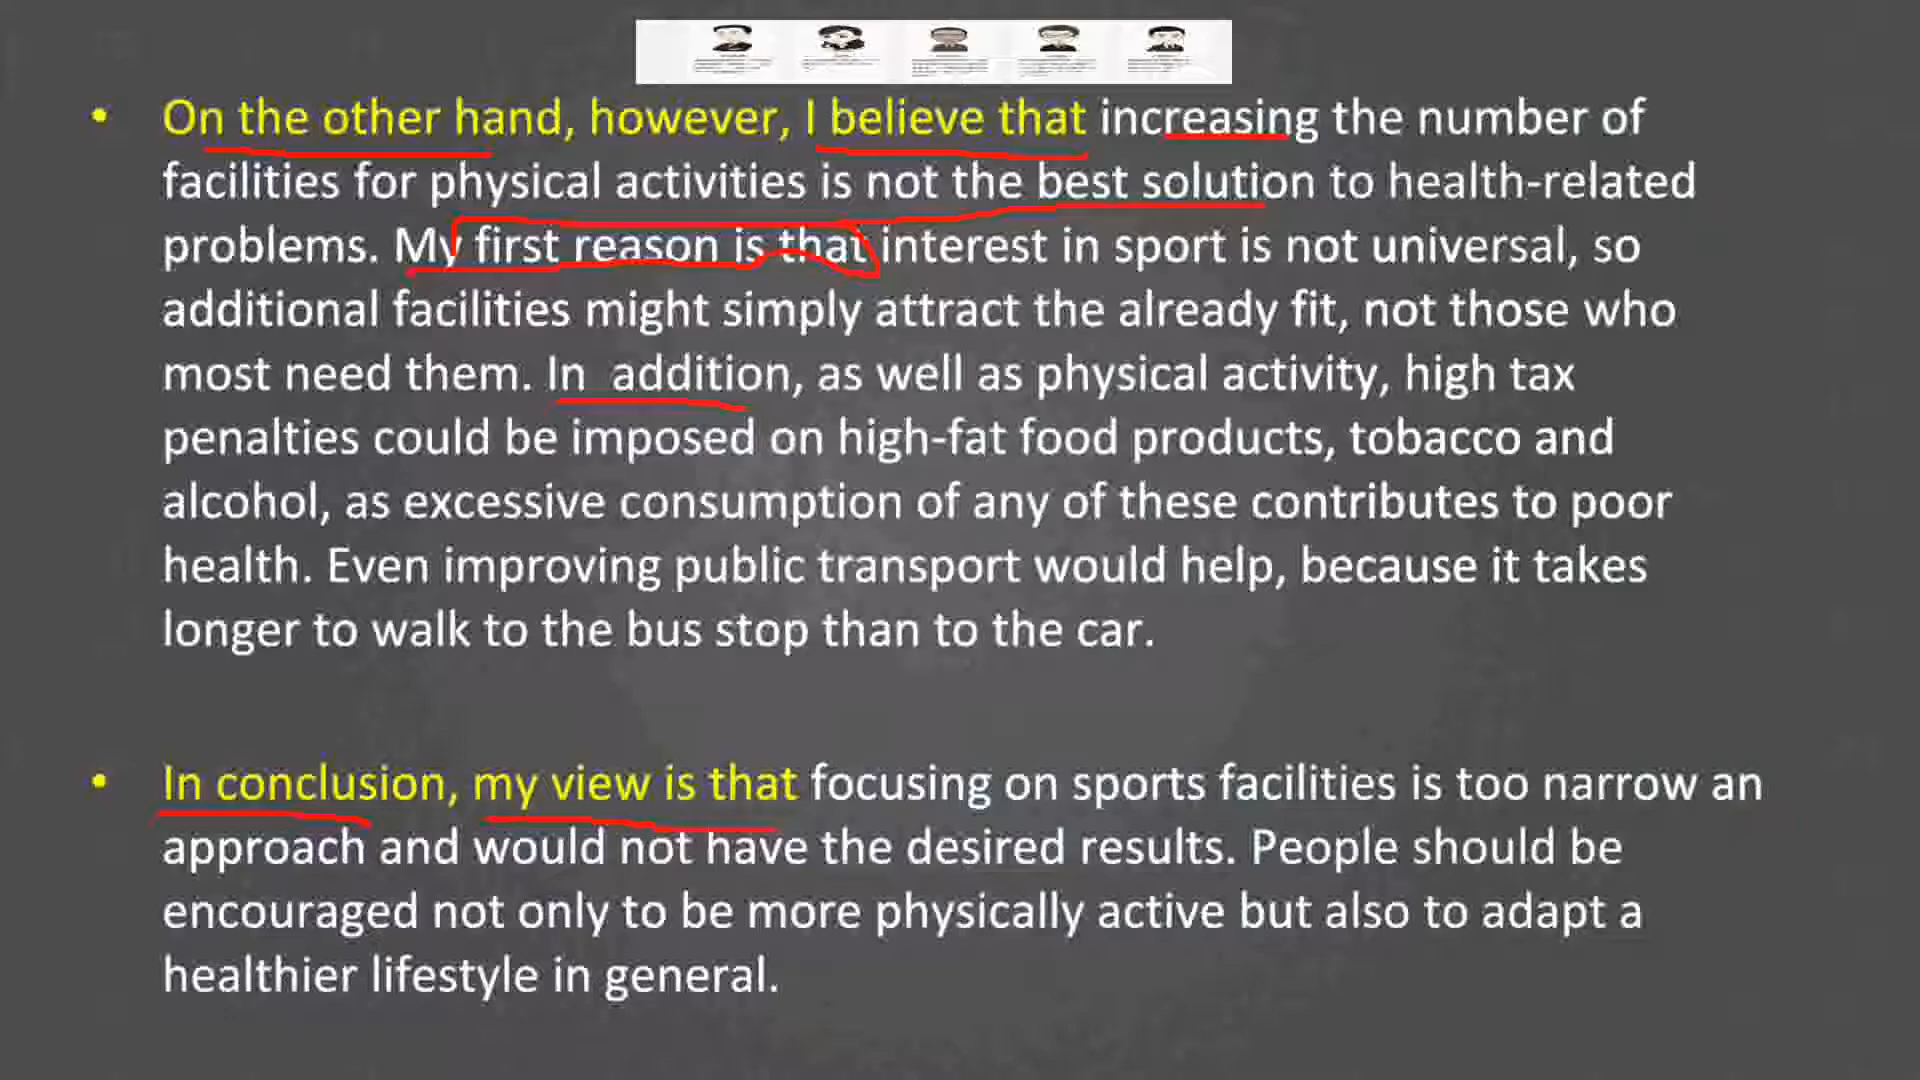 • On the other hand, however, I believe that increasing the number of
facilities for physical activities is not the best solution to health-related
problems. My first reason is that interest in sport is not universal, so
additional facilities might simply attract the already fit, not those who
most need them. In addition, as well as physical activity, high tax
penalties could be imposed on high-fat food products, tobacco and
alcohol, as excessive consumption of any of these contributes to poor
health. Even improving public transport would help, because it takes
longer to walk to the bus stop than to the car.
• In conclusion, my view is that focusing on sports facilities is too narrow an
approach and would not have the desired results. People should be
encouraged not only to be more physically active but also to adapt a
healthier lifestyle in general.